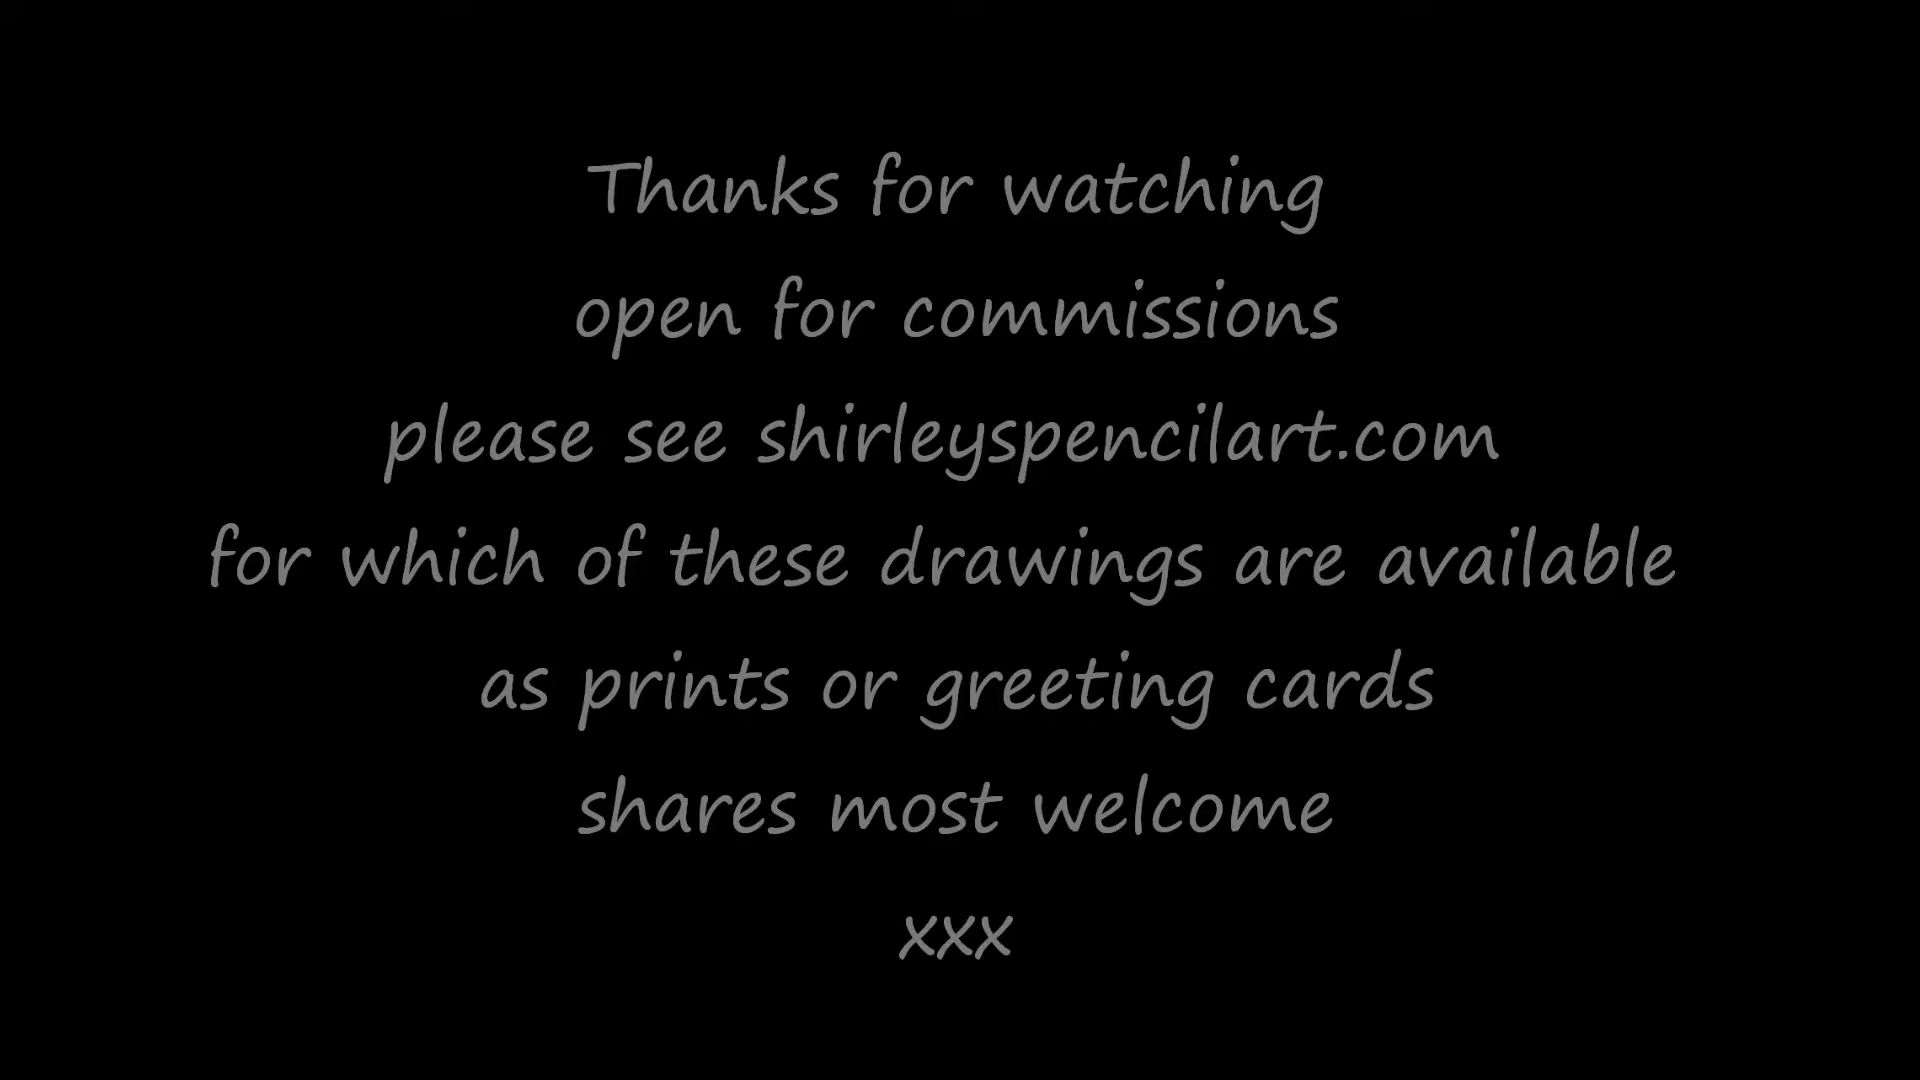 Thanks for watching
open for commissions
please see shirleyspencilart.com
for which of these drawings are available
as prints or greeting cards
shares most welcome
xxx